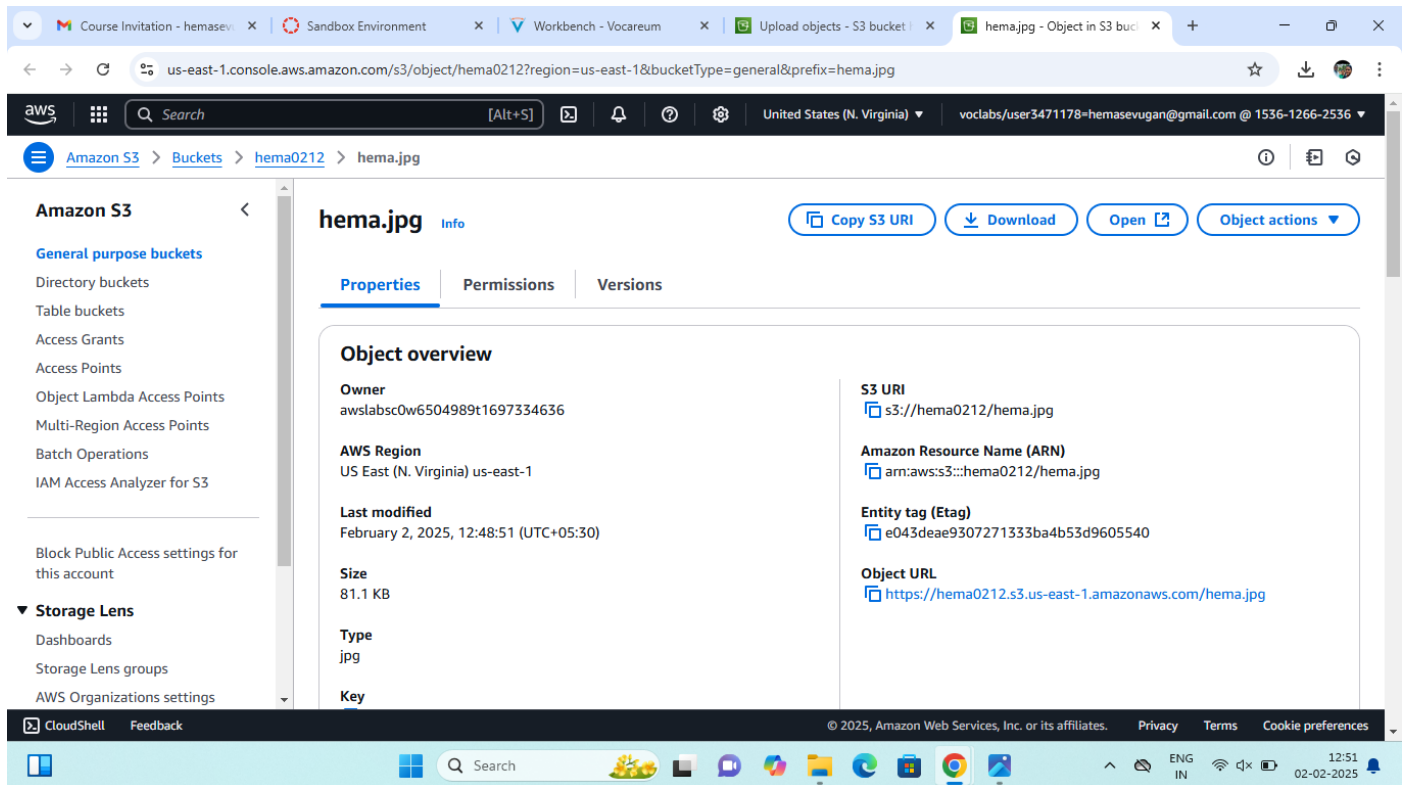 Course Invitation - hemasev
Sandbox Environment
Workbench - Vocareum
Upload objects - S3 bucket
hema.jpg - Object in S3 buc
us-east-1.console.aws.amazon.com/s3/object/hema0212?region=us-east-1&bucketType=general&prefix=hema.jpg
aws
Search
[Alt+S]
United States (N. Virginia)
voclabs/user3471178=hemasevugan@gmail.com @ 1536-1266-2536
Amazon S3 > Buckets > hema0212 > hema.jpg
Amazon S3
General purpose buckets
Directory buckets
Table buckets
Access Grants
Access Points
Object Lambda Access Points
Multi-Region Access Points
Batch Operations
IAM Access Analyzer for S3
Block Public Access settings for
this account
Storage Lens
Dashboards
Storage Lens groups
AWS Organizations settings
hema.jpg Info
Copy S3 URI
Download
Open
Object actions
Properties
Permissions
Versions
Object overview
Owner
awslabsc0w6504989t1697334636
AWS Region
US East (N. Virginia) us-east-1
Last modified
February 2, 2025, 12:48:51 (UTC+05:30)
Size
81.1 KB
Type
jpg
Key
S3 URI
s3://hema0212/hema.jpg
Amazon Resource Name (ARN)
arn:aws:s3:::hema0212/hema.jpg
Entity tag (Etag)
e043deae9307271333ba4b53d9605540
Object URL
https://hema0212.s3.us-east-1.amazonaws.com/hema.jpg
CloudShell
Feedback
© 2025, Amazon Web Services, Inc. or its affiliates.
Privacy
Terms
Cookie preferences
Search
ENG
IN
12:51
02-02-2025